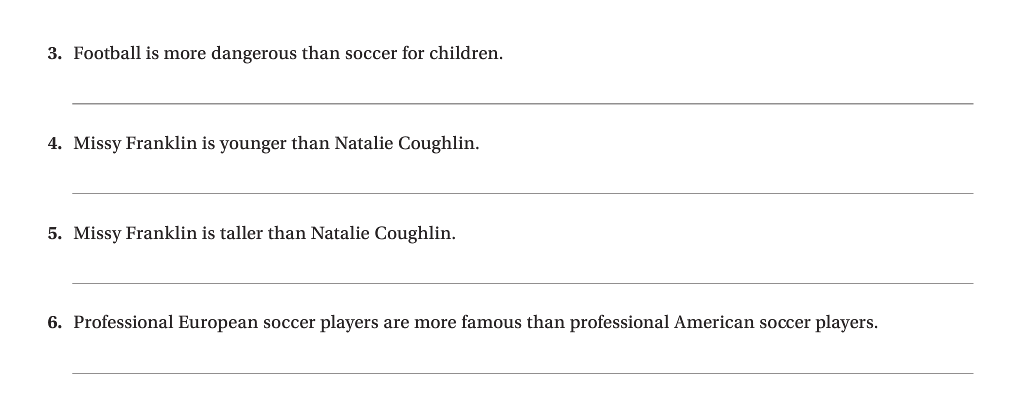 3. Football is more dangerous than soccer for children.
4. Missy Franklin is younger than Natalie Coughlin.
5. Missy Franklin is taller than Natalie Coughlin.
6. Professional European soccer players are more famous than professional American soccer players.